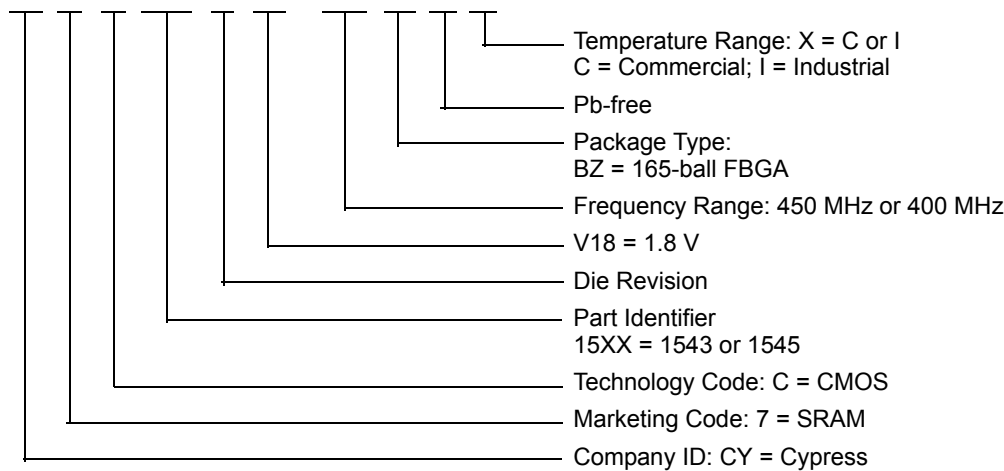 Temperature Range: X = C or I
C = Commercial; I = Industrial
Pb-free
Package Type:
BZ = 165-ball FBGA
Frequency Range: 450 MHz or 400 MHz
V18 = 1.8 V
Die Revision
Part Identifier
15XX = 1543 or 1545
Technology Code: C = CMOS
Marketing Code: 7 = SRAM
Company ID: CY = Cypress